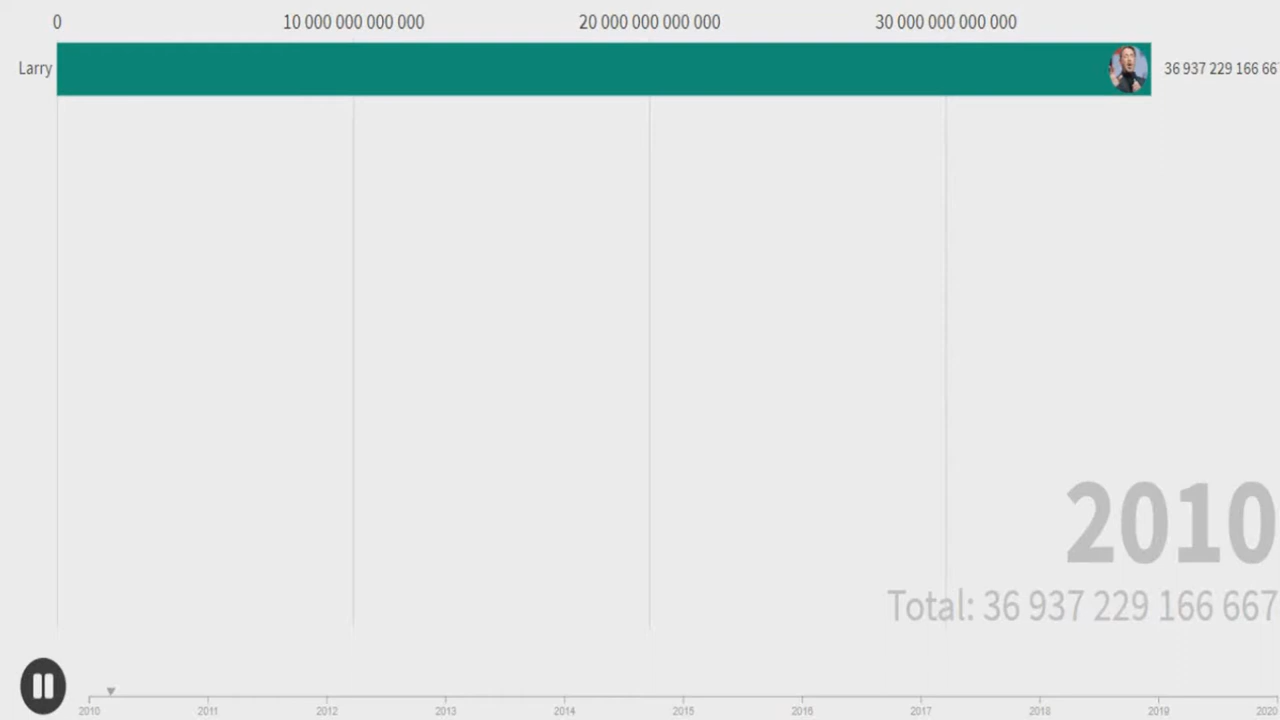 0 10 000 000 000 000 20 000 000 000 000 30 000 000 000 000
Larry 36 937 229 166 66
2010
Total: 36 937 229 166 667
2010 2011 2012 2013 2014 2015 2016 2017 2018 2019 2020